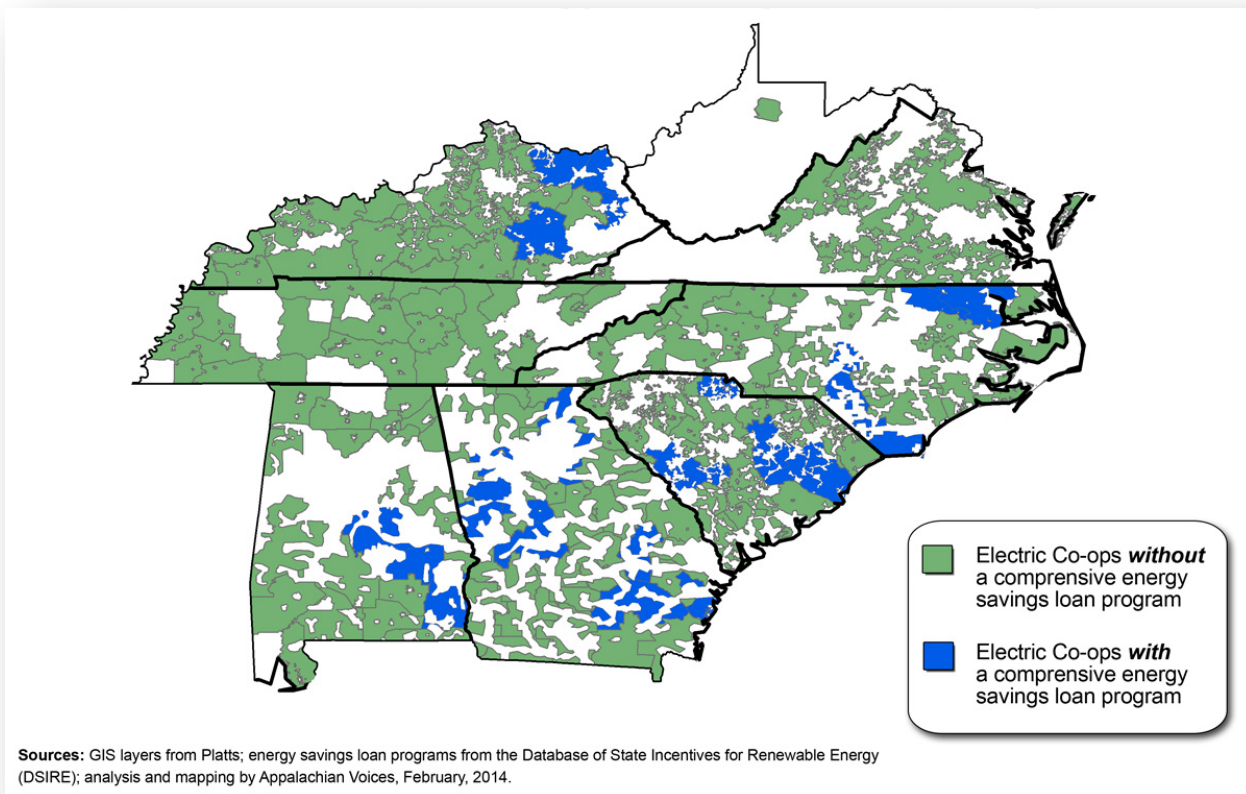 Electric Co-ops without
a comprensive energy
savings loan program
Electric Co-ops with
a comprensive energy
savings loan program
Sources: GIS layers from Platts; energy savings loan programs from the Database of State Incentives for Renewable Energy
(DSIRE); analysis and mapping by Appalachian Voices, February, 2014.